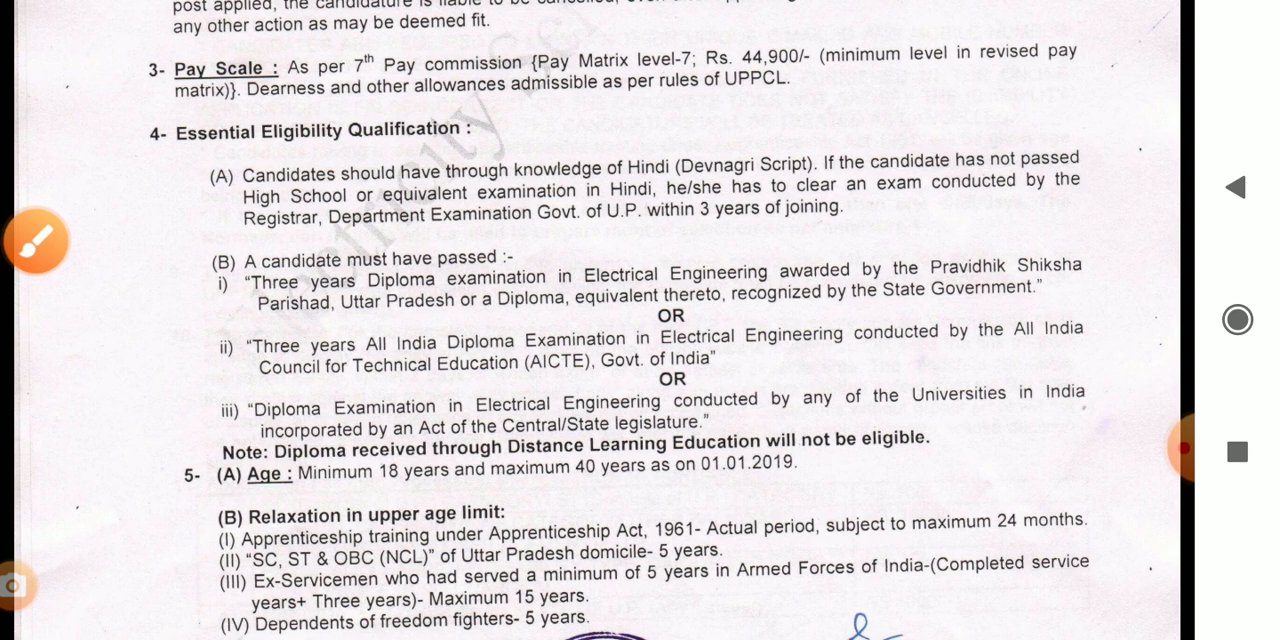 post applied, the candidature is liable to be cancelled,
any other action as may be deemed fit.
3- Pay Scale : As per 7th Pay commission {Pay Matrix level-7; Rs. 44,900/- (minimum level in revised pay
matrix)}. Dearness and other allowances admissible as per rules of UPPCL.
4- Essential Eligibility Qualification :
(A) Candidates should have through knowledge of Hindi (Devnagri Script). If the candidate has not passed
High School or equivalent examination in Hindi, he/she has to clear an exam conducted by the
Registrar, Department Examination Govt. of U.P. within 3 years of joining.
(B) A candidate must have passed :-
i) “Three years Diploma examination in Electrical Engineering awarded by the Pravidhik Shiksha
Parishad, Uttar Pradesh or a Diploma, equivalent thereto, recognized by the State Government.”
OR
ii) “Three years All India Diploma Examination in Electrical Engineering conducted by the All India
Council for Technical Education (AICTE), Govt. of India”
OR
iii) “Diploma Examination in Electrical Engineering conducted by any of the Universities in India
incorporated by an Act of the Central/State legislature.”
Note: Diploma received through Distance Learning Education will not be eligible.
5- (A) Age : Minimum 18 years and maximum 40 years as on 01.01.2019.
(B) Relaxation in upper age limit:
(I) Apprenticeship training under Apprenticeship Act, 1961- Actual period, subject to maximum 24 months.
(II) “SC, ST & OBC (NCL)” of Uttar Pradesh domicile- 5 years.
(III) Ex-Servicemen who had served a minimum of 5 years in Armed Forces of India-(Completed service
years+ Three years)- Maximum 15 years.
(IV) Dependents of freedom fighters- 5 years.